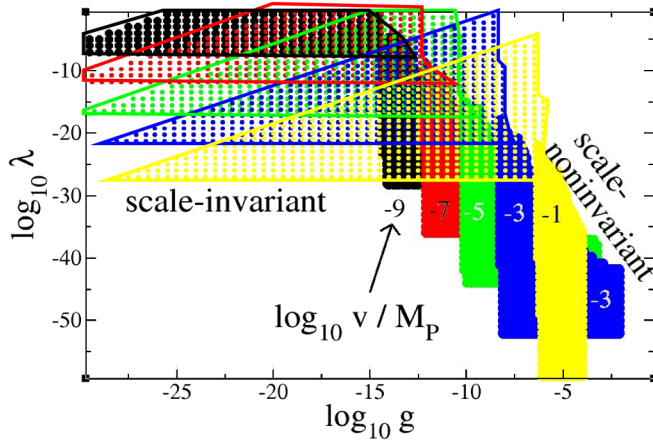 -10
-20
-30
-40
-50
log10 λ
scale-invariant
-9
-7
-5
-3
-1
scale-
noninvariant
-3
log10 v / MP
-25
-20
-15
-10
-5
log10 g